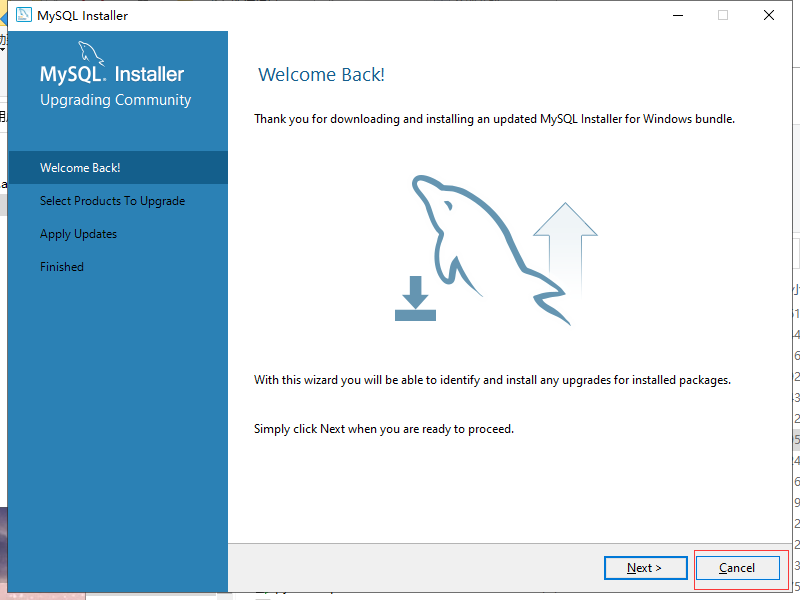 MySQL Installer
MySQL. Installer
Upgrading Community
Welcome Back!
Select Products To Upgrade
Apply Updates
Finished
Welcome Back!
Thank you for downloading and installing an updated MySQL Installer for Windows bundle.
With this wizard you will be able to identify and install any upgrades for installed packages.
Simply click Next when you are ready to proceed.
Next >
Cancel